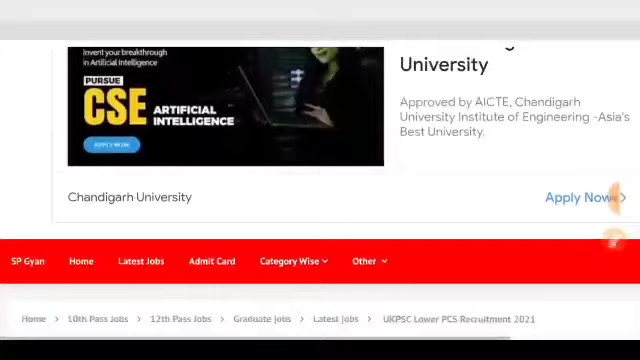 Invent your breakthrough
in Artificial Intelligence
PURSUE
CSE ARTIFICIAL
INTELLIGENCE
University
Approved by AICTE, Chandigarh
University Institute of Engineering -Asia's
Best University.
Chandigarh University
Apply Now
SP Gyan Home Latest Jobs Admit Card Category Wise Other
Home > 10th Pass Jobs > 12th Pass Jobs > Graduate Jobs > Latest Jobs > UKPSC Lower PCS Recruitment 2021